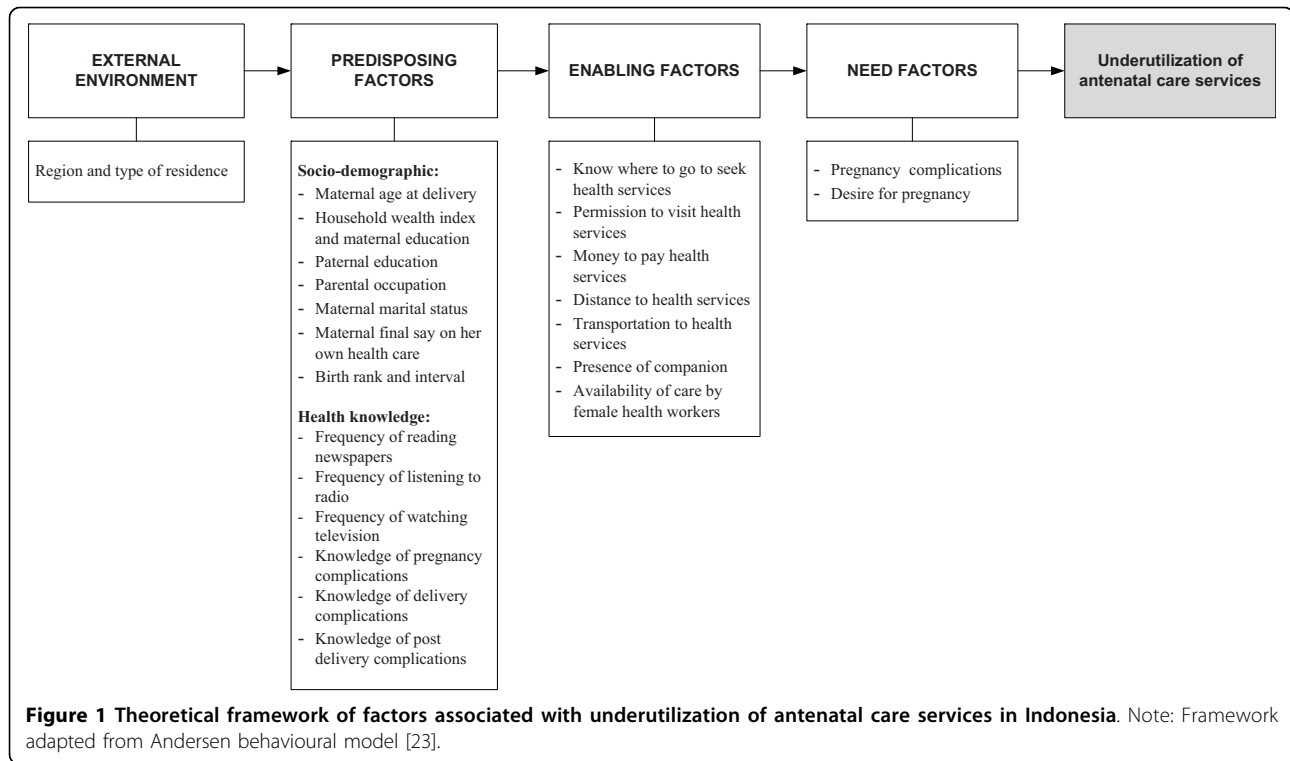 EXTERNAL
ENVIRONMENT
PREDISPOSING
FACTORS
ENABLING FACTORS
NEED FACTORS
Underutilization of
antenatal care services
Region and type of residence
Socio-demographic:
- Maternal age at delivery
- Household wealth index
and maternal education
- Paternal education
- Parental occupation
- Maternal marital status
- Maternal final say on her
own health care
- Birth rank and interval
Health knowledge:
- Frequency of reading
newspapers
- Frequency of listening to
radio
- Frequency of watching
television
- Knowledge of pregnancy
complications
- Knowledge of delivery
complications
- Knowledge of post
delivery complications
- Know where to go to seek
health services
- Permission to visit health
services
- Money to pay health
services
- Distance to health services
- Transportation to health
services
- Presence of companion
- Availability of care by
female health workers
- Pregnancy complications
- Desire for pregnancy
Figure 1 Theoretical framework of factors associated with underutilization of antenatal care services in Indonesia. Note: Framework
adapted from Andersen behavioural model [23].